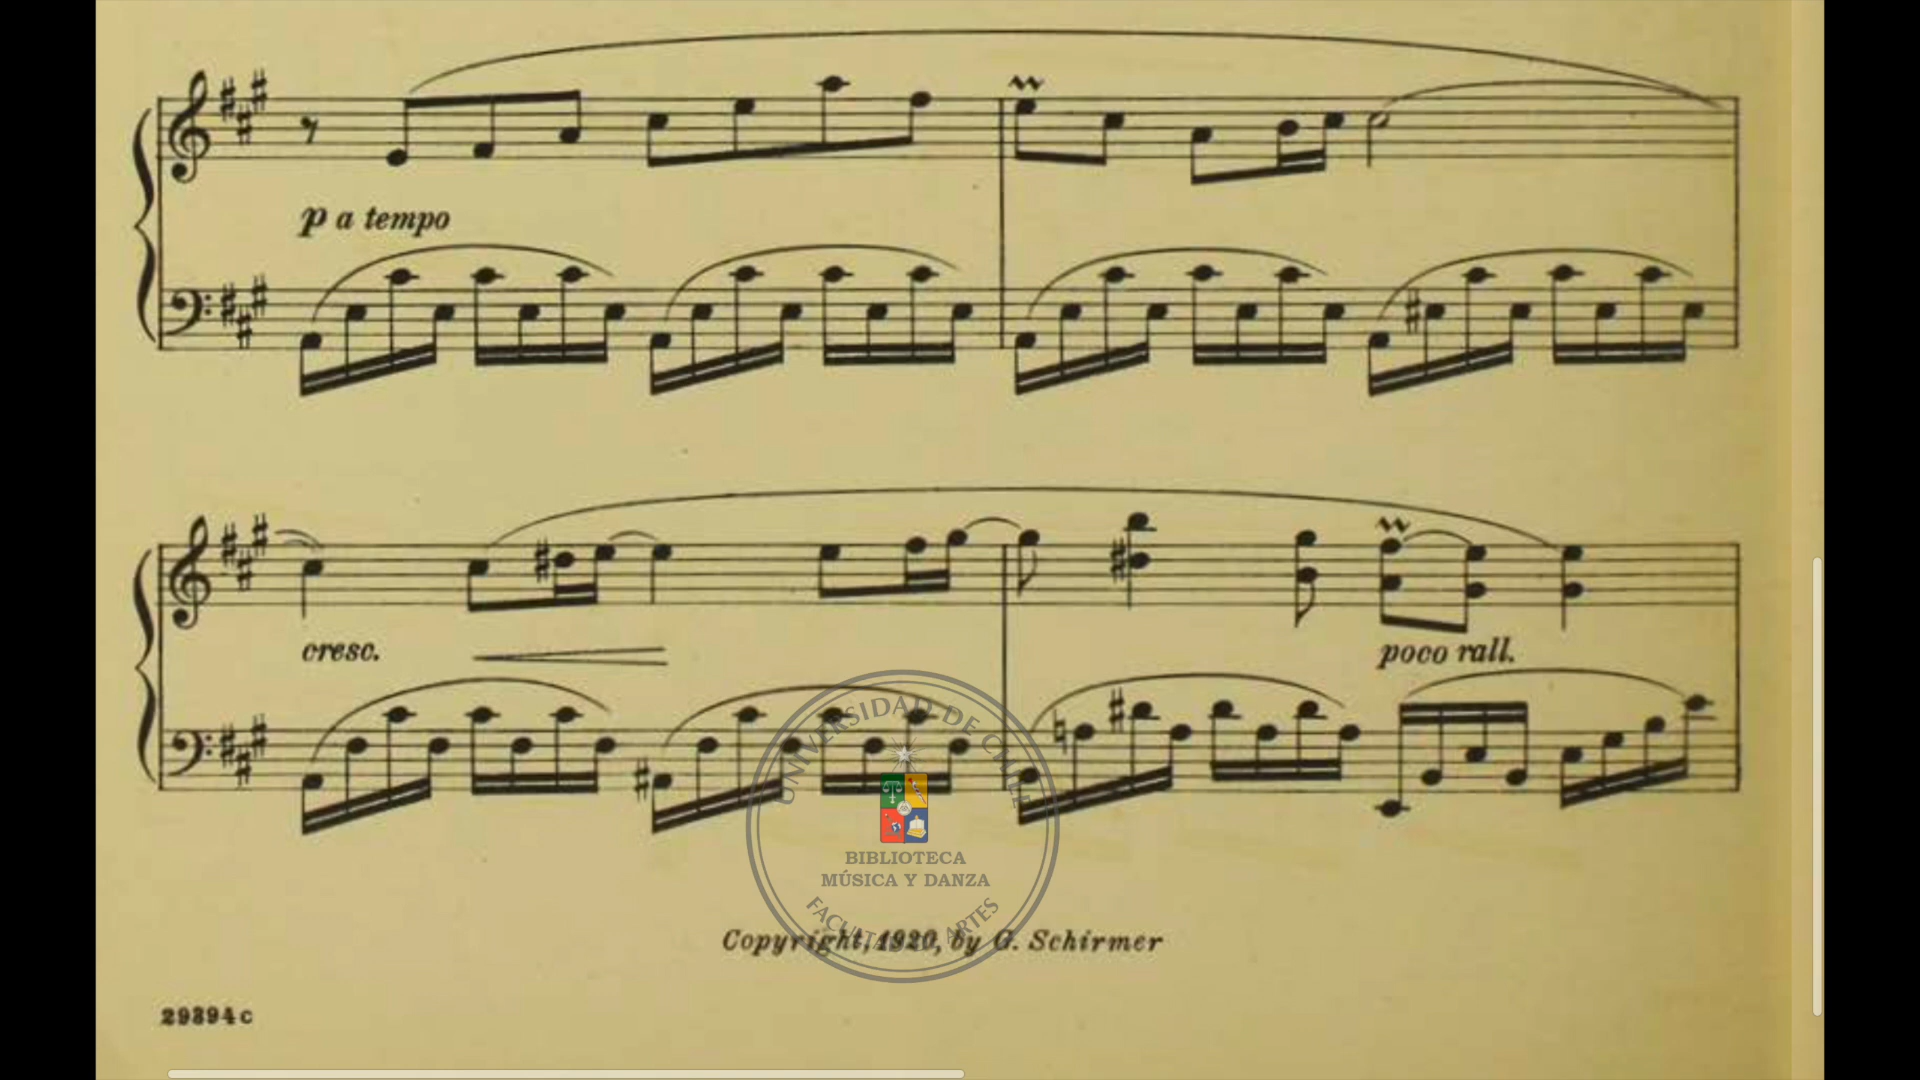 p a tempo
cresc.
poco rall.
UNIVERSIDAD DE CHILE
BIBLIOTECA
MÚSICA Y DANZA
FACULTAD DE ARTES
Copyright, 1920, by G. Schirmer
29394 c